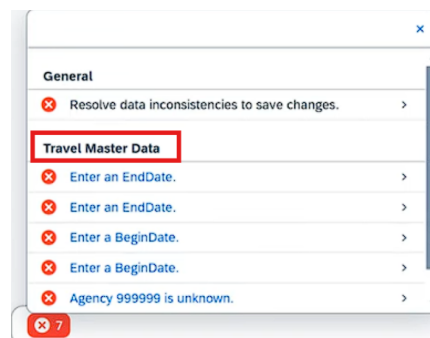 General
Resolve data inconsistencies to save changes.
Travel Master Data
Enter an EndDate.
Enter an EndDate.
Enter a BeginDate.
Enter a BeginDate.
Agency 999999 is unknown.
7